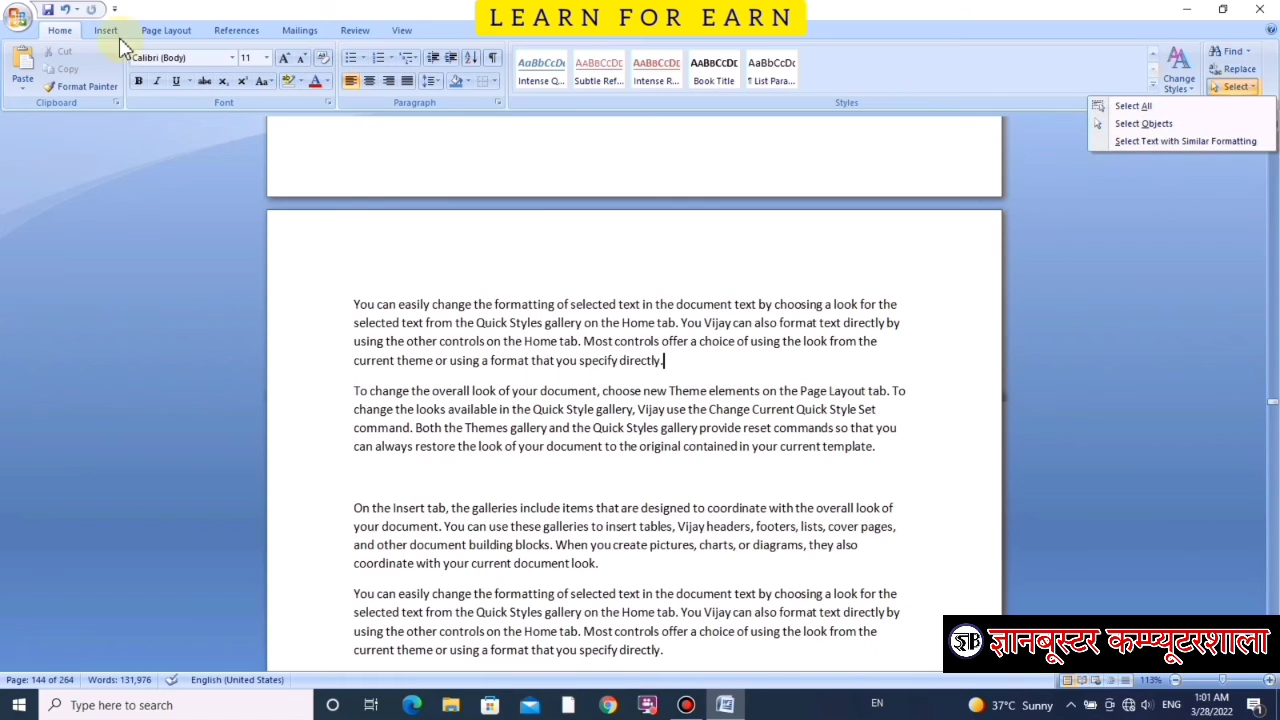 LEARN FOR EARN
Home Insert Page Layout References Mailings Review View
Cut
Copy
Format Painter
Paste
Clipboard
Calibri (Body) 11
Font
Paragraph
AaBbCcDc AaBbCcDc AaBbCcDc AaBbCcDc AaBbCcDc
Intense Q... Subtle Ref... Intense R... Book Title ¶ List Para...
Styles
Change
Styles
Find
Replace
Select
Select All
Select Objects
Select Text with Similar Formatting
You can easily change the formatting of selected text in the document text by choosing a look for the
selected text from the Quick Styles gallery on the Home tab. You Vijay can also format text directly by
using the other controls on the Home tab. Most controls offer a choice of using the look from the
current theme or using a format that you specify directly.
To change the overall look of your document, choose new Theme elements on the Page Layout tab. To
change the looks available in the Quick Style gallery, Vijay use the Change Current Quick Style Set
command. Both the Themes gallery and the Quick Styles gallery provide reset commands so that you
can always restore the look of your document to the original contained in your current template.
On the Insert tab, the galleries include items that are designed to coordinate with the overall look of
your document. You can use these galleries to insert tables, Vijay headers, footers, lists, cover pages,
and other document building blocks. When you create pictures, charts, or diagrams, they also
coordinate with your current document look.
You can easily change the formatting of selected text in the document text by choosing a look for the
selected text from the Quick Styles gallery on the Home tab. You Vijay can also format text directly by
using the other controls on the Home tab. Most controls offer a choice of using the look from the
current theme or using a format that you specify directly.
ज्ञानबूस्टर कम्प्यूटरशाला
Page: 144 of 264 Words: 131,976 English (United States) 113%
Type here to search
EN
37°C Sunny
ENG
1:01 AM
3/28/2022